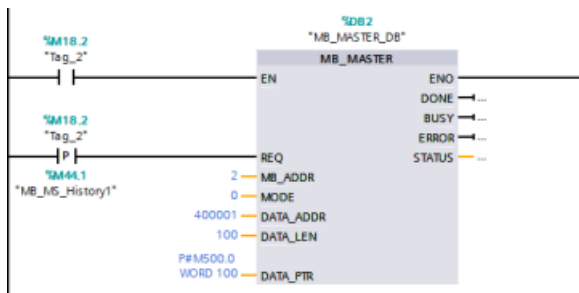 %DB2
"MB_MASTER_DB"
%M18.2
"Tag_2"
MB_MASTER
EN
ENO
DONE
...
BUSY
...
ERROR
...
%M18.2
"Tag_2"
P
REQ
STATUS
...
%M44.1
"MB_MS_History1"
2
MB_ADDR
0
MODE
400001
DATA_ADDR
100
DATA_LEN
P#M500.0
WORD 100
DATA_PTR